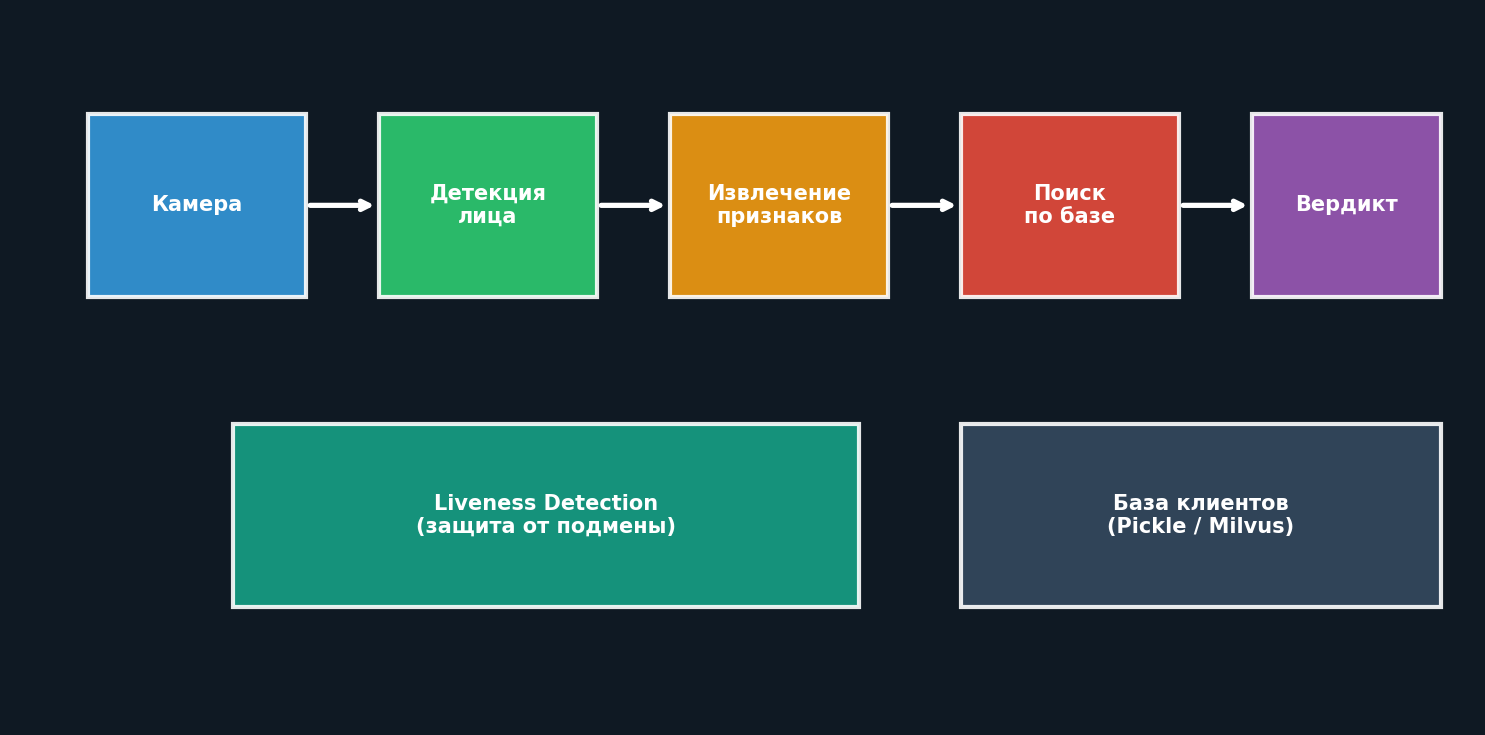 Камера
Детекция
лица
Извлечение
признаков
Поиск
по базе
Вердикт
Liveness Detection
(защита от подмены)
База клиентов
(Pickle / Milvus)